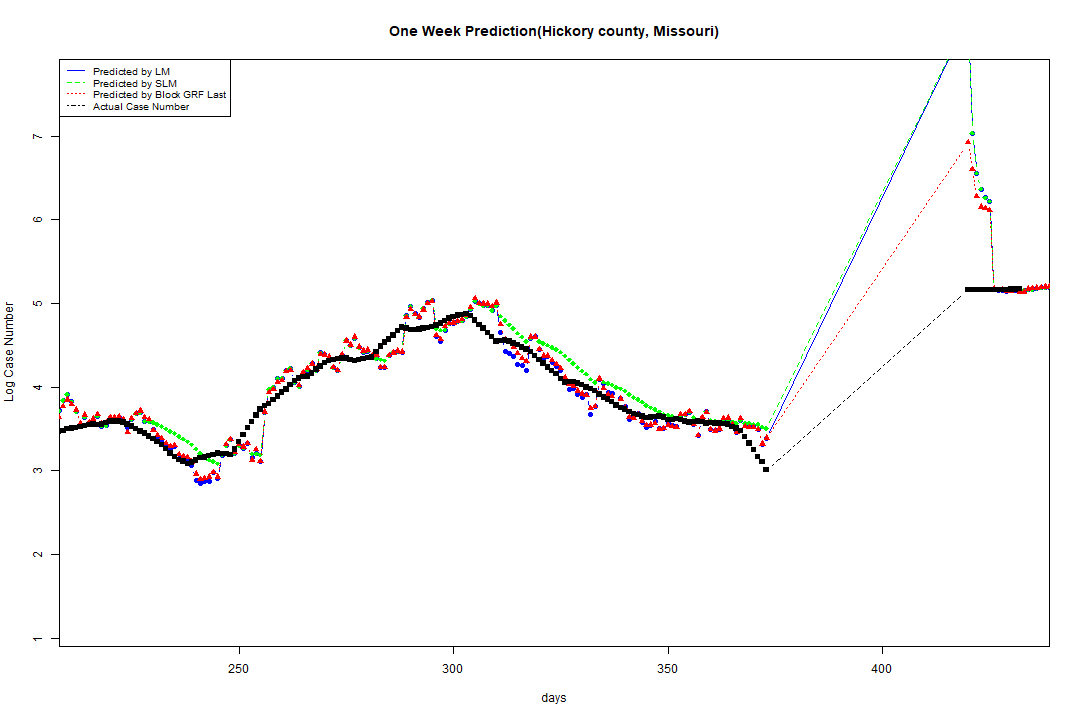 One Week Prediction(Hickory county, Missouri)
Predicted by LM
Predicted by SLM
Predicted by Block GRF Last
Actual Case Number
Log Case Number
7
6
5
4
3
2
1
250 300 350 400
days